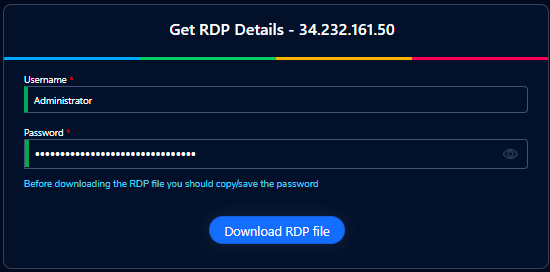 Get RDP Details - 34.232.161.50
Username *
Administrator
Password *
••••••••••••••••••••••••••••••••
Before downloading the RDP file you should copy/save the password
Download RDP file